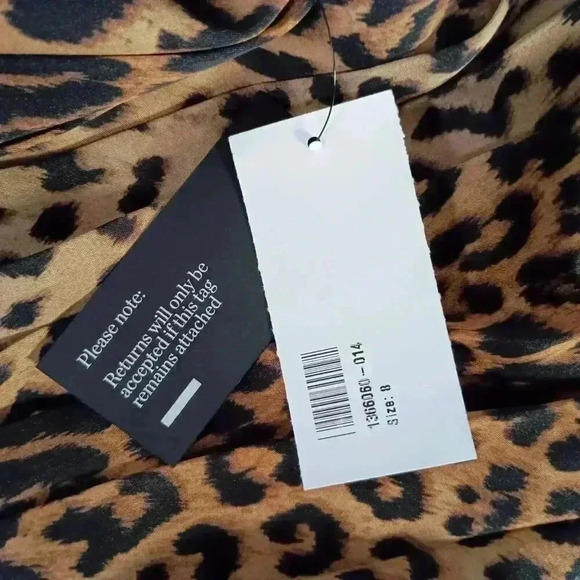 Please note:
Returns will only be
accepted if this tag
remains attached
1366060-014
Size: 8